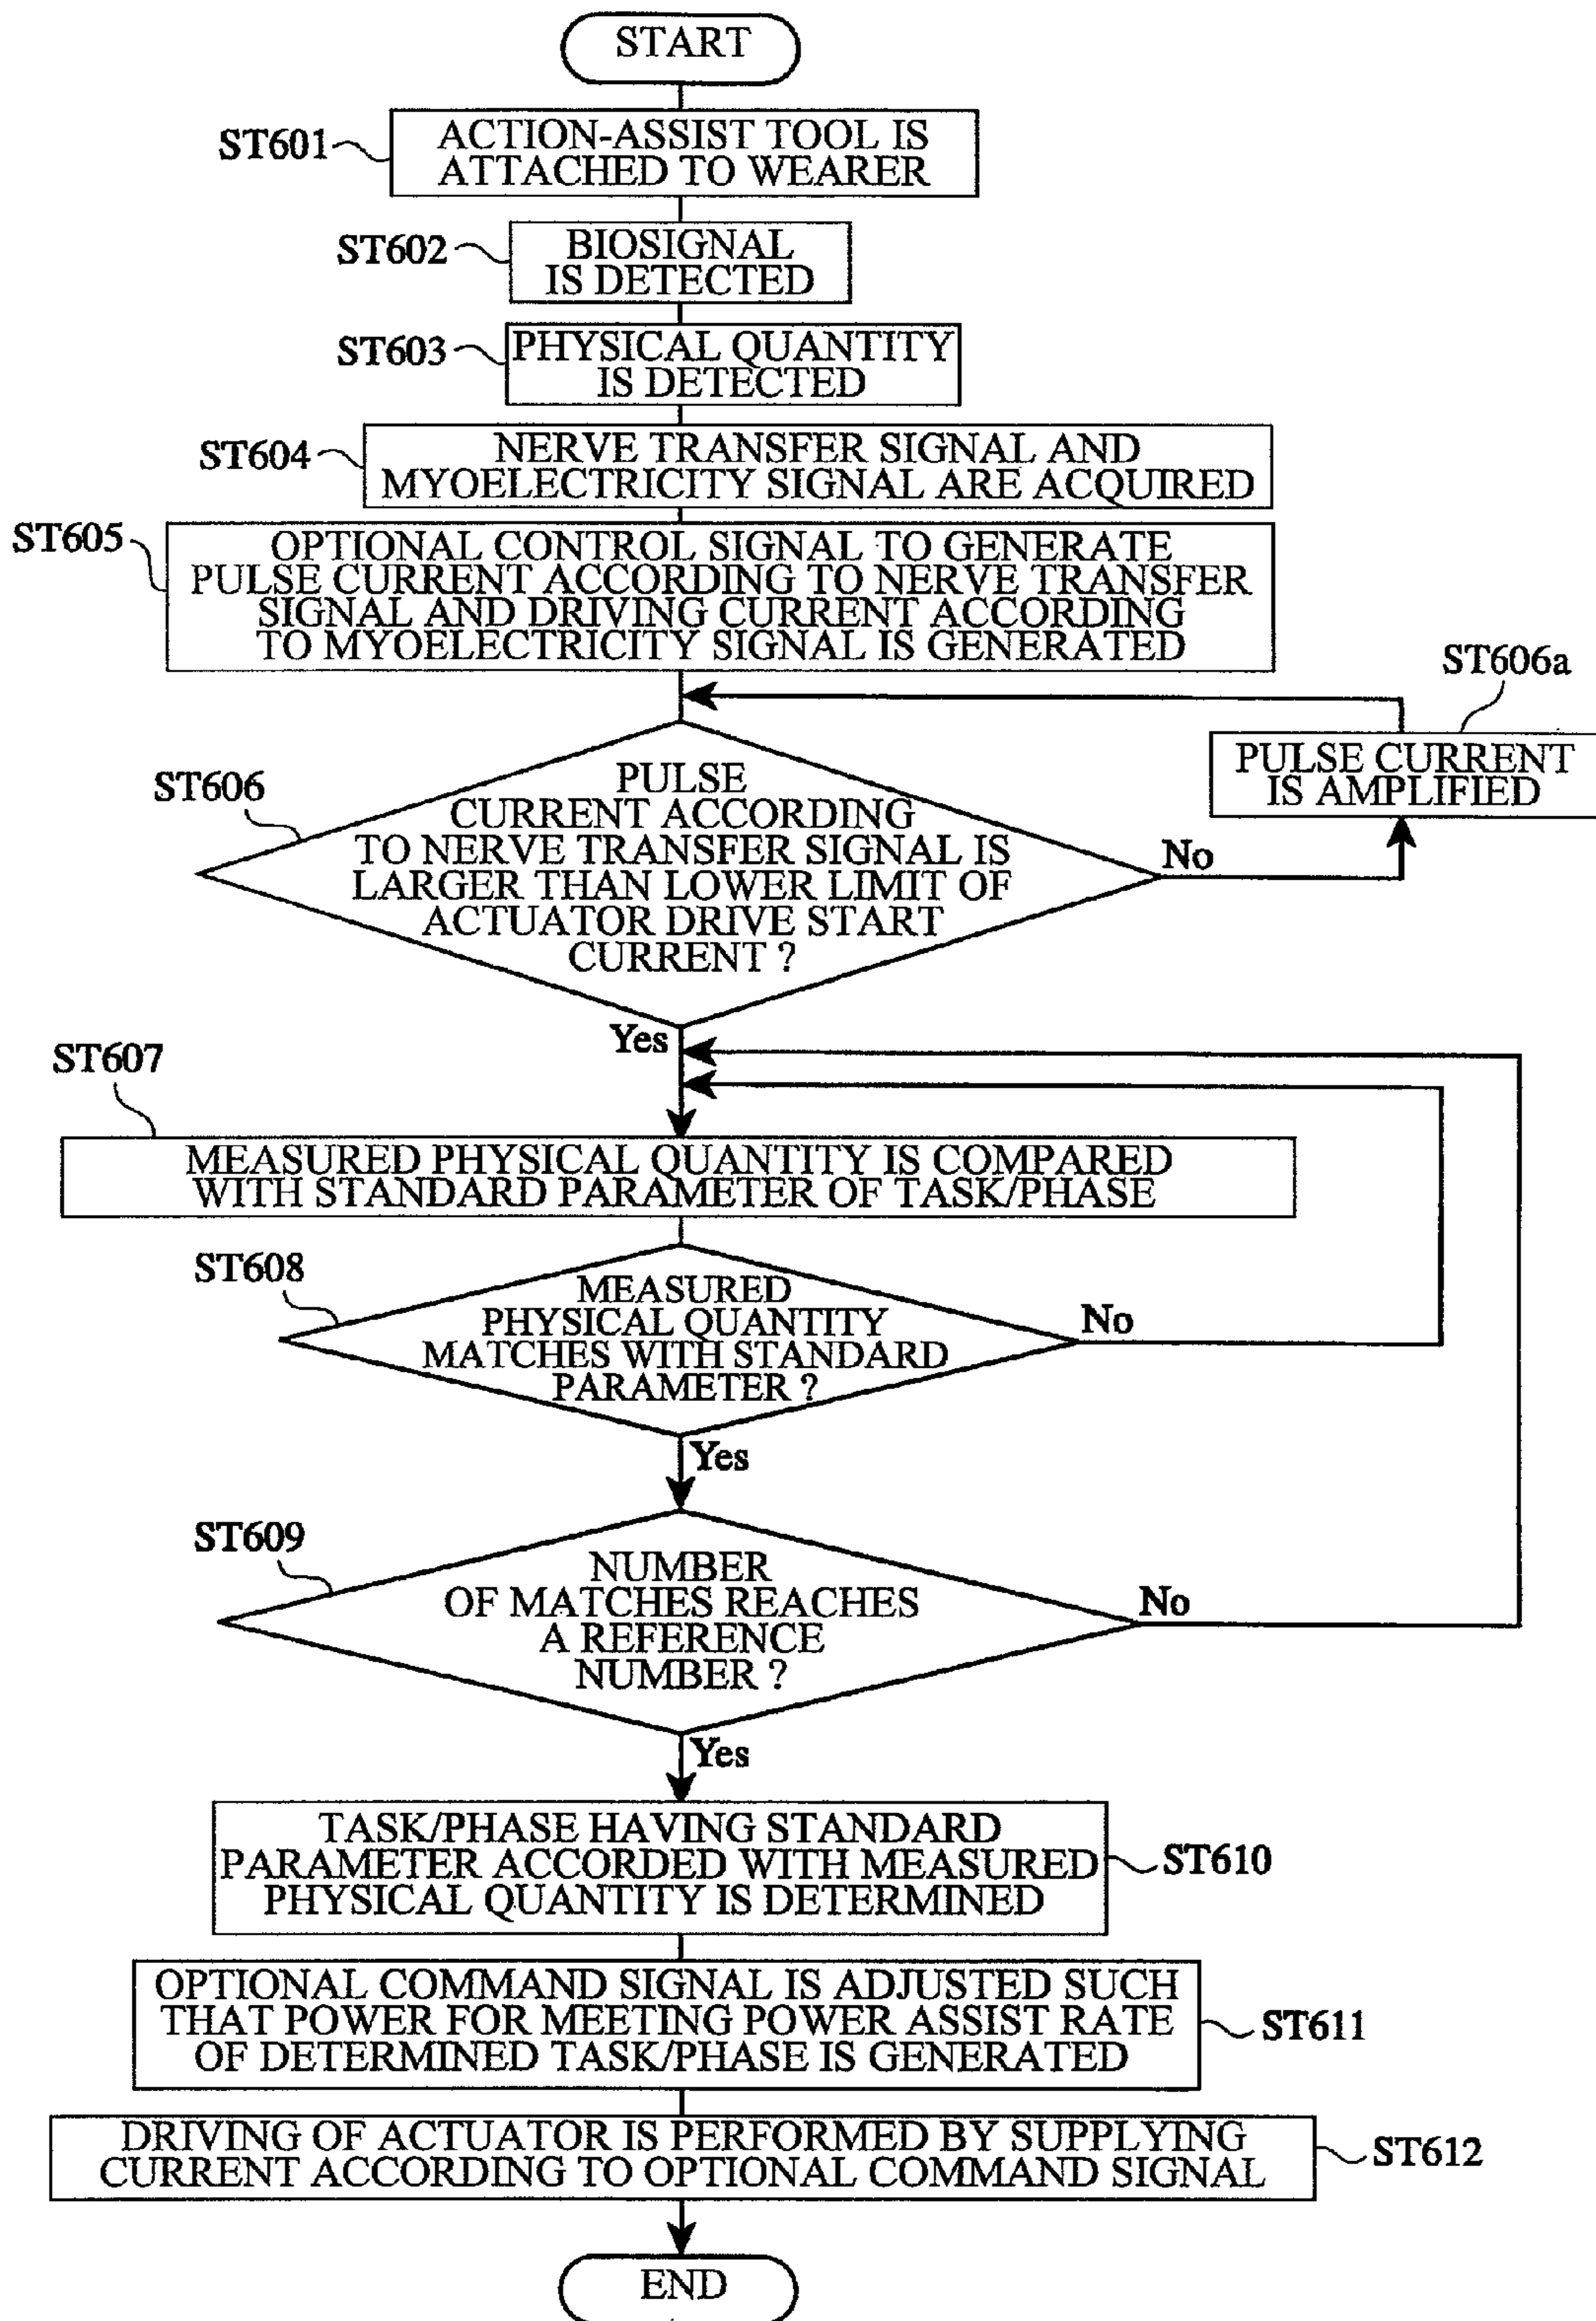 START
ST601
ACTION-ASSIST TOOL IS
ATTACHED TO WEARER
ST602
BIOSIGNAL
IS DETECTED
ST603
PHYSICAL QUANTITY
IS DETECTED
ST604
NERVE TRANSFER SIGNAL AND
MYOELECTRICITY SIGNAL ARE ACQUIRED
ST605
OPTIONAL CONTROL SIGNAL TO GENERATE
PULSE CURRENT ACCORDING TO NERVE TRANSFER
SIGNAL AND DRIVING CURRENT ACCORDING
TO MYOELECTRICITY SIGNAL IS GENERATED
ST606a
PULSE CURRENT
IS AMPLIFIED
ST606
PULSE
CURRENT ACCORDING
TO NERVE TRANSFER SIGNAL IS
LARGER THAN LOWER LIMIT OF
ACTUATOR DRIVE START
CURRENT ?
No
Yes
ST607
MEASURED PHYSICAL QUANTITY IS COMPARED
WITH STANDARD PARAMETER OF TASK/PHASE
ST608
MEASURED
PHYSICAL QUANTITY
MATCHES WITH STANDARD
PARAMETER ?
No
Yes
ST609
NUMBER
OF MATCHES REACHES
A REFERENCE
NUMBER ?
No
Yes
TASK/PHASE HAVING STANDARD
PARAMETER ACCORDED WITH MEASURED
PHYSICAL QUANTITY IS DETERMINED
ST610
OPTIONAL COMMAND SIGNAL IS ADJUSTED SUCH
THAT POWER FOR MEETING POWER ASSIST RATE
OF DETERMINED TASK/PHASE IS GENERATED
ST611
DRIVING OF ACTUATOR IS PERFORMED BY SUPPLYING
CURRENT ACCORDING TO OPTIONAL COMMAND SIGNAL
ST612
END